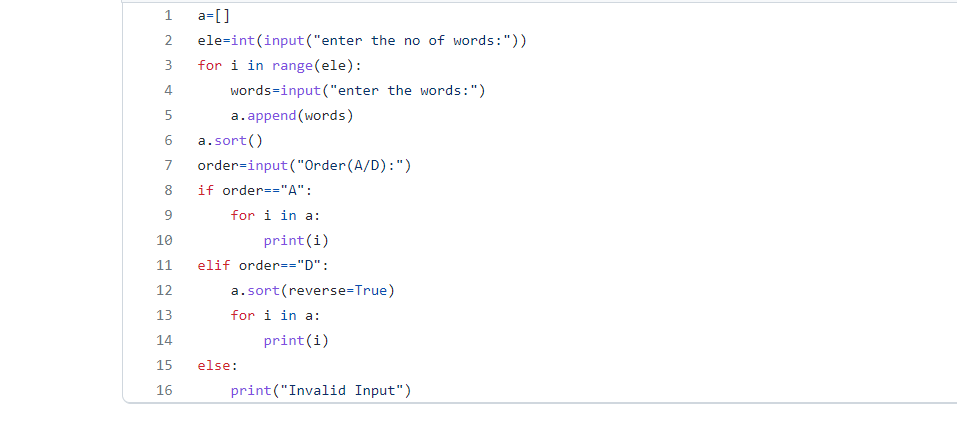 1 a=[]
2 ele=int(input("enter the no of words:"))
3 for i in range(ele):
4     words=input("enter the words:")
5     a.append(words)
6 a.sort()
7 order=input("Order(A/D):")
8 if order=="A":
9     for i in a:
10         print(i)
11 elif order=="D":
12     a.sort(reverse=True)
13     for i in a:
14         print(i)
15 else:
16     print("Invalid Input")